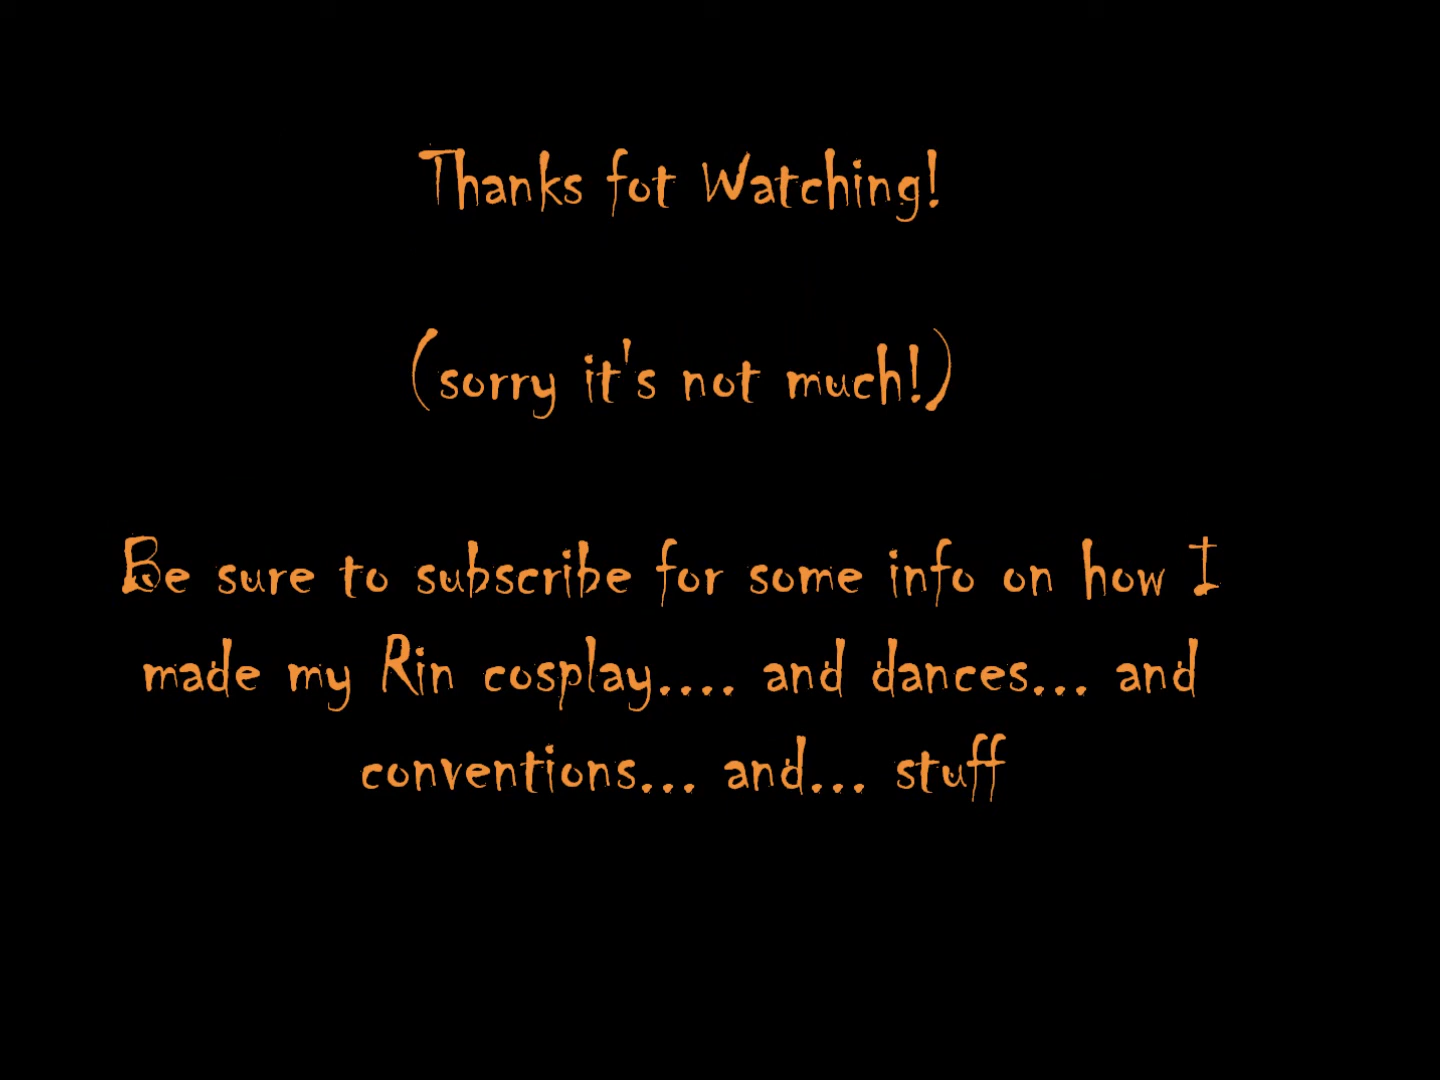 Thanks fot Watching!
(sorry it's not much!)
Be sure to subscribe for some info on how I
made my Rin cosplay.... and dances... and
conventions... and... stuff